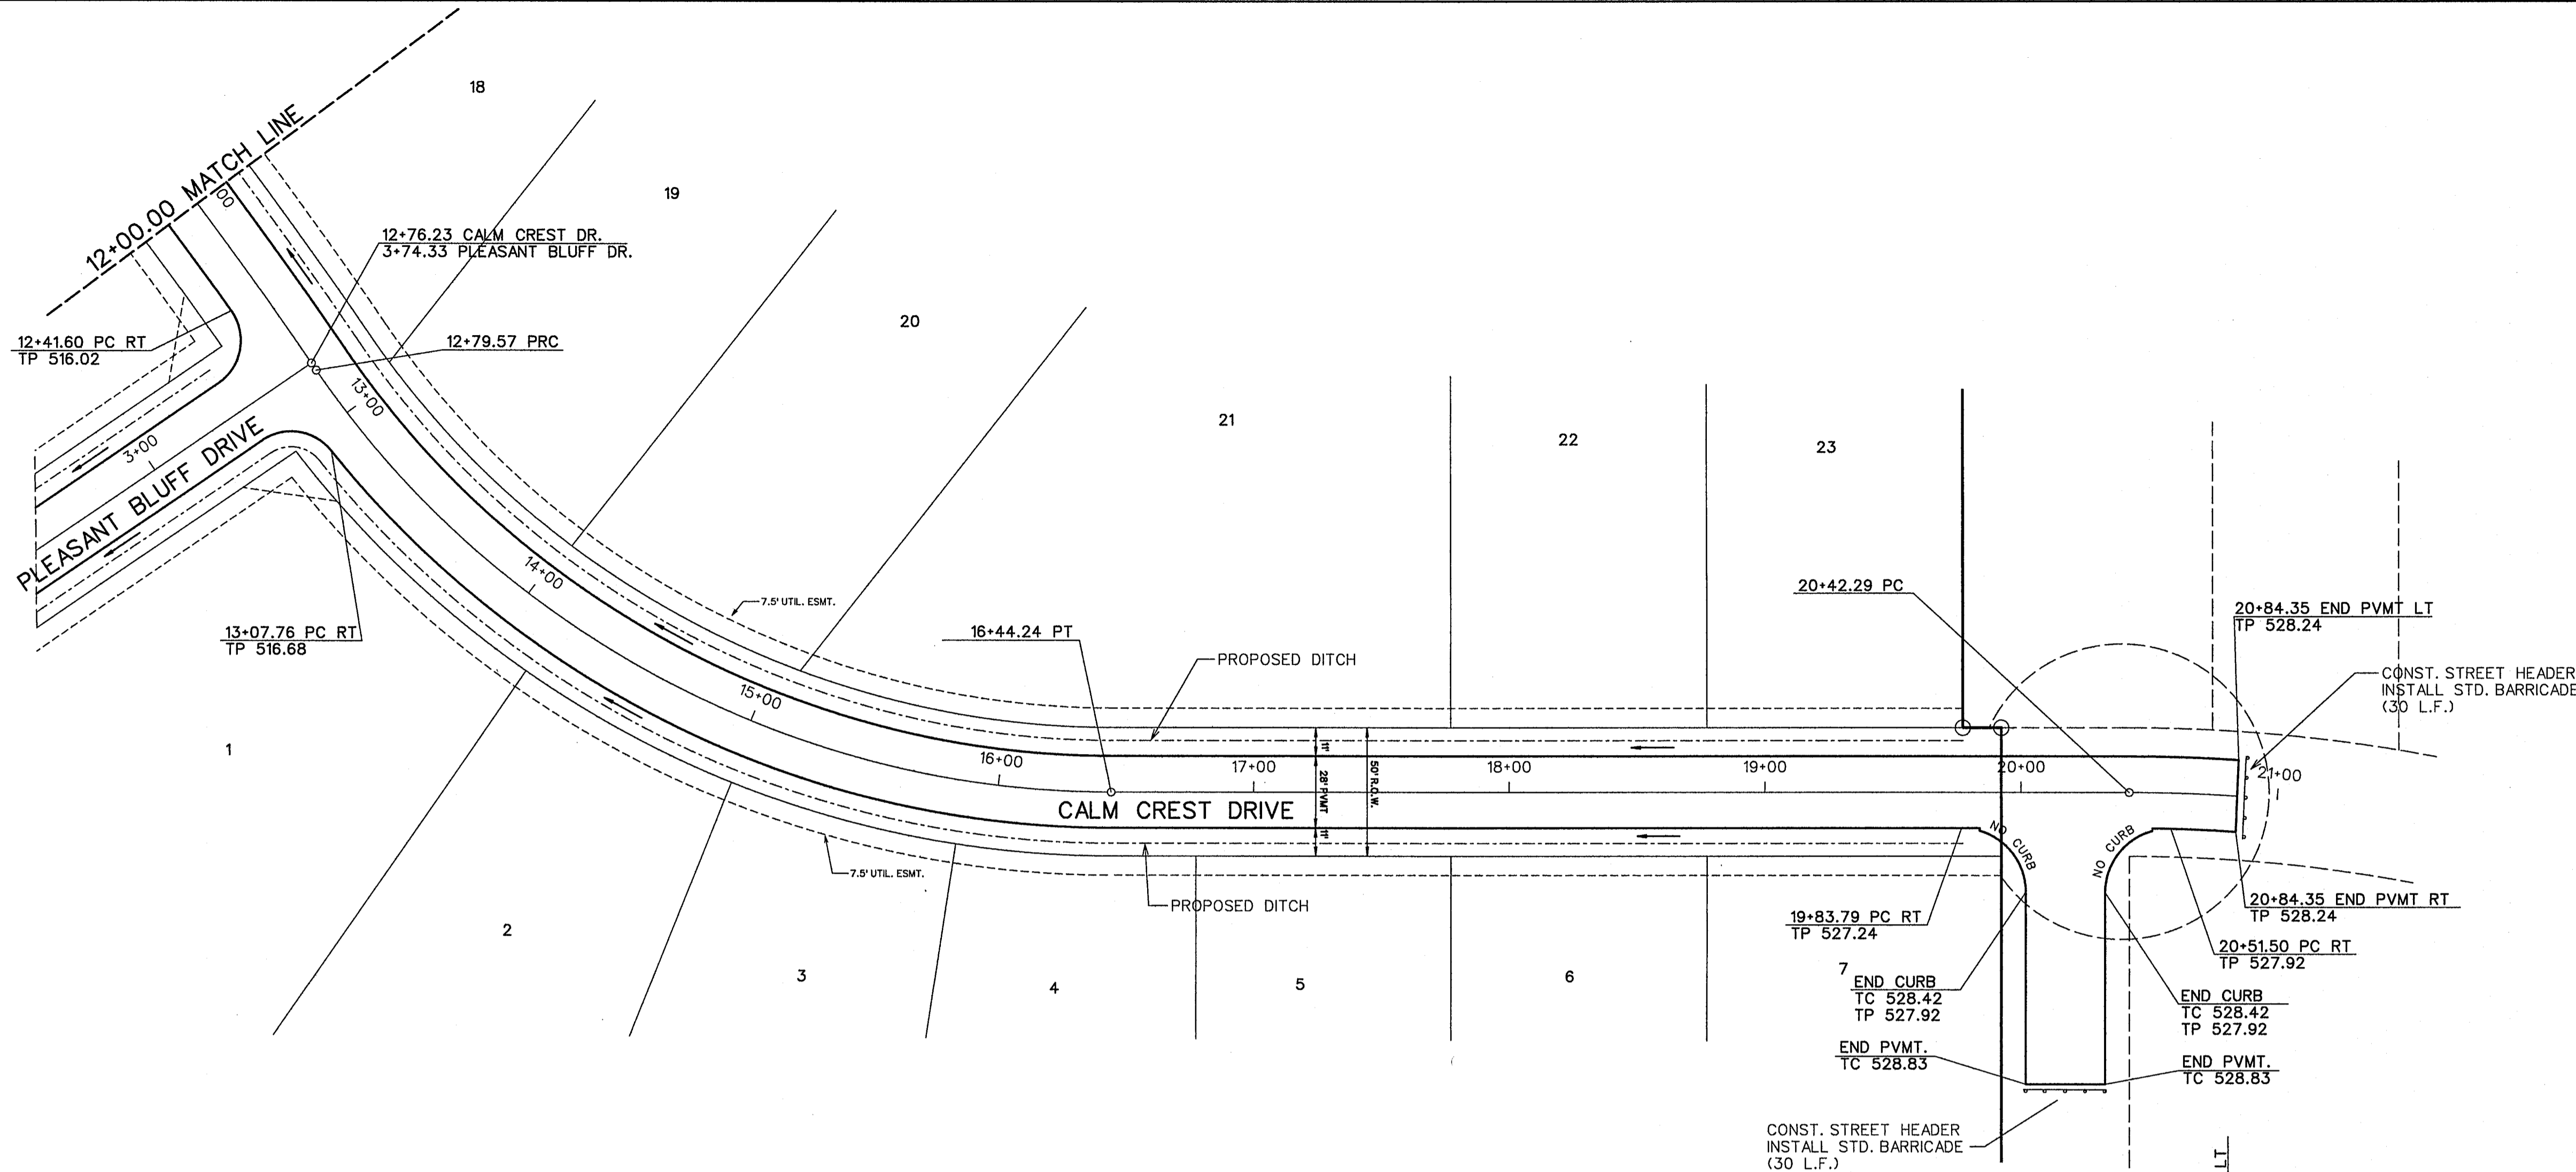 18
12+00.00 MATCH LINE
00
19
12+76.23 CALM CREST DR.
3+74.33 PLEASANT BLUFF DR.
12+41.60 PC RT
TP 516.02
12+79.57 PRC
20
13+00
3+00
PLEASANT BLUFF DRIVE
21
22
23
14+00
20+42.29 PC
7.5' UTIL. ESMT.
20+84.35 END PVMT LT
TP 528.24
13+07.76 PC RT
TP 516.68
16+44.24 PT
PROPOSED DITCH
CONST. STREET HEADER
INSTALL STD. BARRICADE
(30 L.F.)
15+00
1
11'
28' PVMT
11'
50' R.O.W.
16+00
17+00
18+00
19+00
20+00
21+00
CALM CREST DRIVE
NO CURB
NO CURB
7.5' UTIL. ESMT.
PROPOSED DITCH
19+83.79 PC RT
TP 527.24
20+84.35 END PVMT RT
TP 528.24
2
3
4
5
6
7
20+51.50 PC RT
TP 527.92
END CURB
TC 528.42
TP 527.92
END CURB
TC 528.42
TP 527.92
END PVMT.
TC 528.83
END PVMT.
TC 528.83
CONST. STREET HEADER
INSTALL STD. BARRICADE
(30 L.F.)
LT